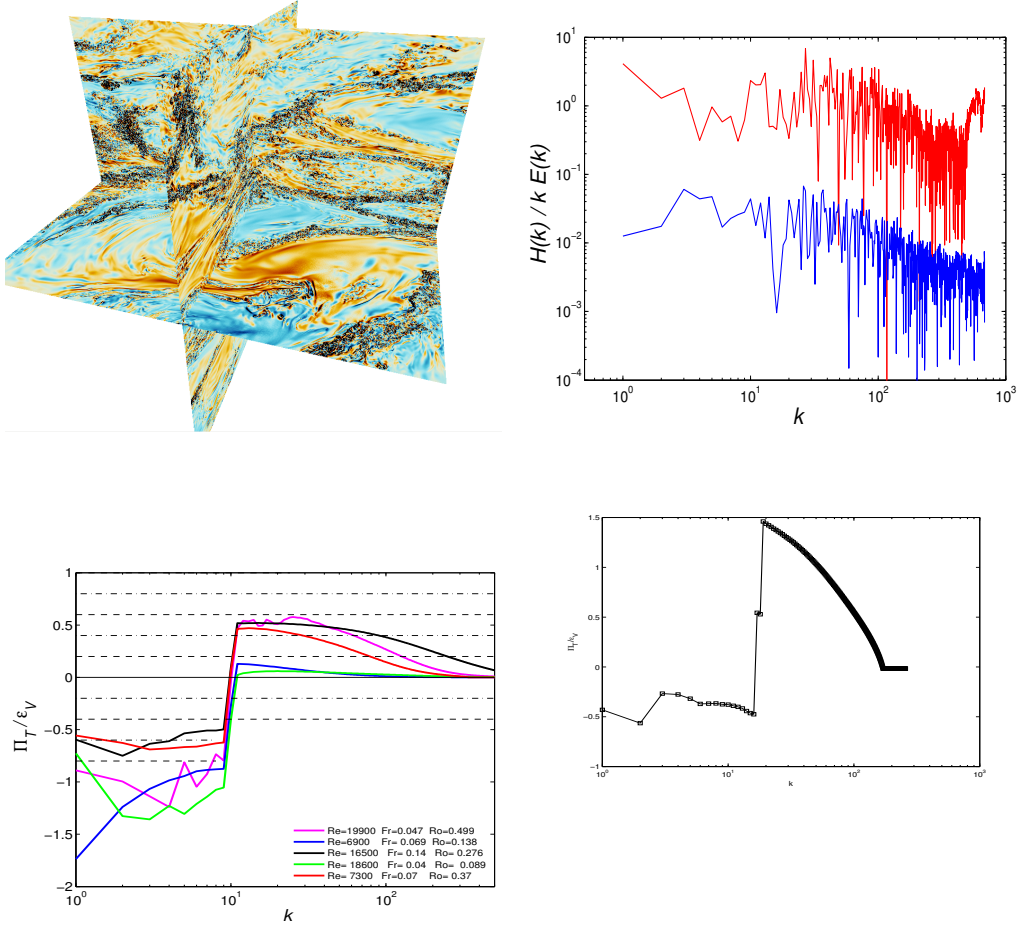 10^1
10^0
10^-1
10^-2
10^-3
10^-4
H(k) / k E(k)
10^0 10^1 10^2 10^3
k
1
0.5
0
−0.5
−1
−1.5
−2
Π_T/ε_V
10^0 10^1 10^2
k
Re=19900 Fr=0.047 Ro=0.499
Re=6900 Fr= 0.069 Ro=0.138
Re= 16500 Fr= 0.14 Ro= 0.276
Re= 18600 Fr= 0.04 Ro= 0.089
Re= 7300 Fr=0.07 Ro= 0.37
1.5
1
0.5
0
−0.5
−1
Π_T/ε_V
10^0 10^1 10^2 10^3
k